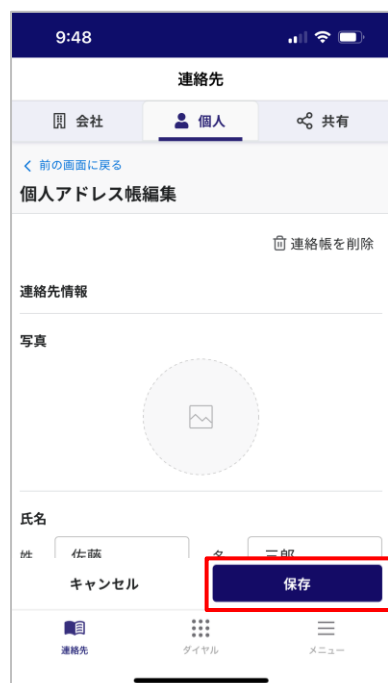 9:48
連絡先
会社 個人 共有
前の画面に戻る
個人アドレス帳編集
連絡帳を削除
連絡先情報
写真
氏名
姓 佐藤 名 三郎
キャンセル 保存
連絡先 ダイヤル メニュー